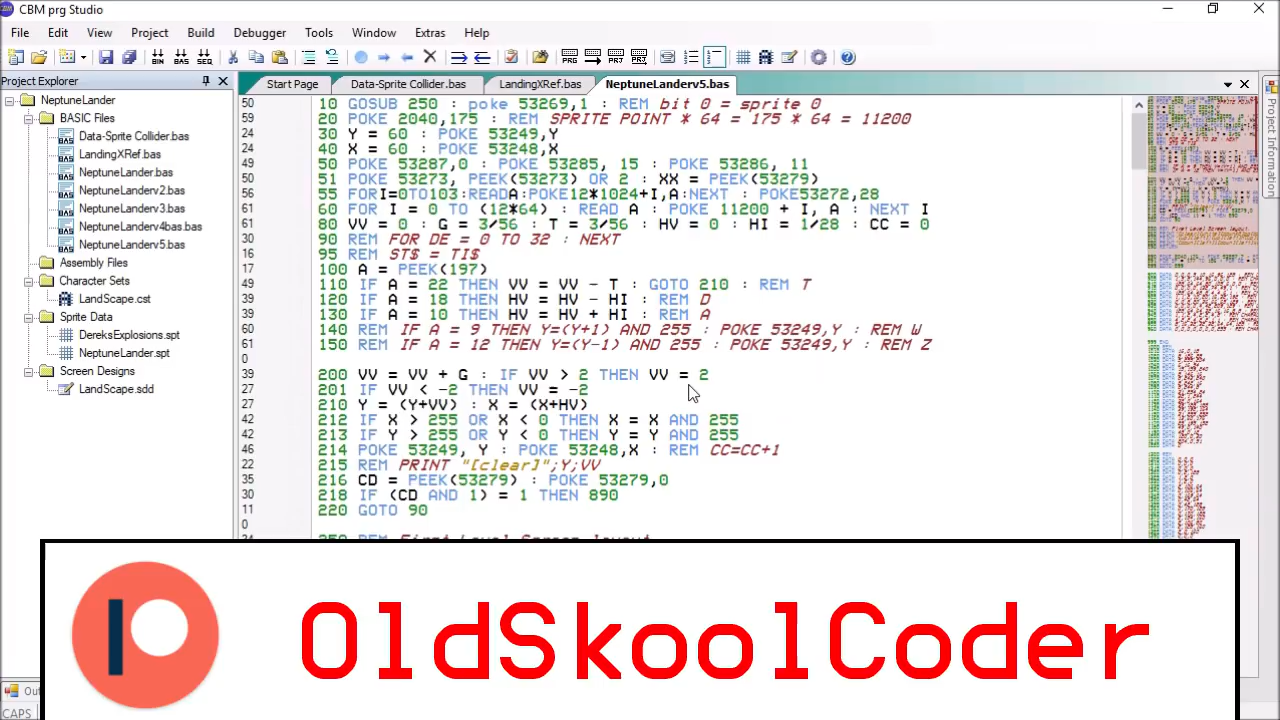 CBM prg Studio
File Edit View Project Build Debugger Tools Window Extras Help
Project Explorer
Start Page Data-Sprite Collider.bas LandingXRef.bas NeptuneLanderv5.bas
NeptuneLander
BASIC Files
Data-Sprite Collider.bas
LandingXRef.bas
NeptuneLander.bas
NeptuneLanderv2.bas
NeptuneLanderv3.bas
NeptuneLanderv4bas.bas
NeptuneLanderv5.bas
Assembly Files
Character Sets
LandScape.cst
Sprite Data
DereksExplosions.spt
NeptuneLander.spt
Screen Designs
LandScape.sdd
50 10 GOSUB 250 : poke 53269,1 : REM bit 0 = sprite 0
59 20 POKE 2040,175 : REM SPRITE POINT * 64 = 175 * 64 = 11200
24 30 Y = 60 : POKE 53249,Y
24 40 X = 60 : POKE 53248,X
49 50 POKE 53287,0 : POKE 53285, 15 : POKE 53286, 11
50 51 POKE 53273, PEEK(53273) OR 2 : XX = PEEK(53279)
56 55 FORI=0TO103:READA:POKE12*1024+I,A:NEXT : POKE53272,28
61 60 FOR I = 0 TO (12*64) : READ A : POKE 11200 + I, A : NEXT I
61 80 VV = 0 : G = 3/56 : T = 3/56 : HV = 0 : HI = 1/28 : CC = 0
30 90 REM FOR DE = 0 TO 32 : NEXT
16 95 REM ST$ = TI$
17 100 A = PEEK(197)
49 110 IF A = 22 THEN VV = VV - T : GOTO 210 : REM T
39 120 IF A = 18 THEN HV = HV - HI : REM D
39 130 IF A = 10 THEN HV = HV + HI : REM A
60 140 REM IF A = 9 THEN Y=(Y+1) AND 255 : POKE 53249,Y : REM W
61 150 REM IF A = 12 THEN Y=(Y-1) AND 255 : POKE 53249,Y : REM Z
0
39 200 VV = VV + G : IF VV > 2 THEN VV = 2
27 201 IF VV < -2 THEN VV = -2
27 210 Y = (Y+VV) : X = (X+HV)
42 212 IF X > 255 OR X < 0 THEN X = X AND 255
42 213 IF Y > 255 OR Y < 0 THEN Y = Y AND 255
46 214 POKE 53249, Y : POKE 53248,X : REM CC=CC+1
22 215 REM PRINT "[clear]";Y;VV
35 216 CD = PEEK(53279) : POKE 53279,0
30 218 IF (CD AND 1) = 1 THEN 890
11 220 GOTO 90
0
250 REM First Level Screen layout
Project Information
OldSkoolCoder
CAPS